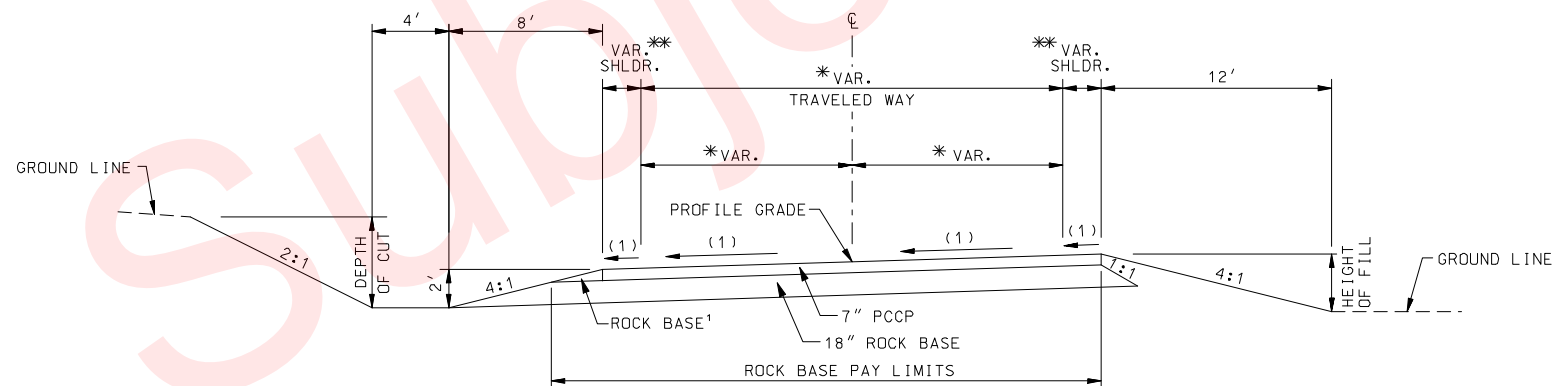 4'
8'
℄
VAR.**
SHLDR.
*VAR.
TRAVELED WAY
** VAR.
SHLDR.
12'
*VAR.
* VAR.
GROUND LINE
PROFILE GRADE
(1)
(1)
(1)
(1)
2:1
DEPTH
OF CUT
2'
4:1
1:1
4:1
HEIGHT
OF FILL
GROUND LINE
ROCK BASE¹
7" PCCP
18" ROCK BASE
ROCK BASE PAY LIMITS
Subj